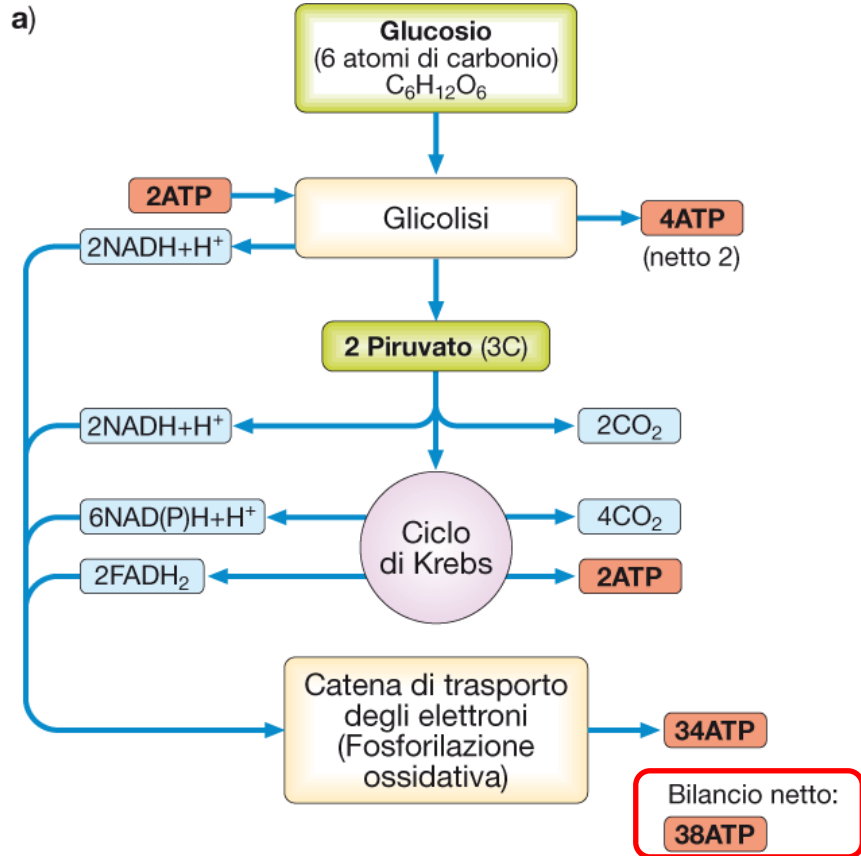 a)
Glucosio
(6 atomi di carbonio)
C₆H₁₂O₆
2ATP
Glicolisi
4ATP
(netto 2)
2NADH+H⁺
2 Piruvato (3C)
2NADH+H⁺
2CO₂
6NAD(P)H+H⁺
Ciclo
di Krebs
4CO₂
2FADH₂
2ATP
Catena di trasporto
degli elettroni
(Fosforilazione
ossidativa)
34ATP
Bilancio netto:
38ATP